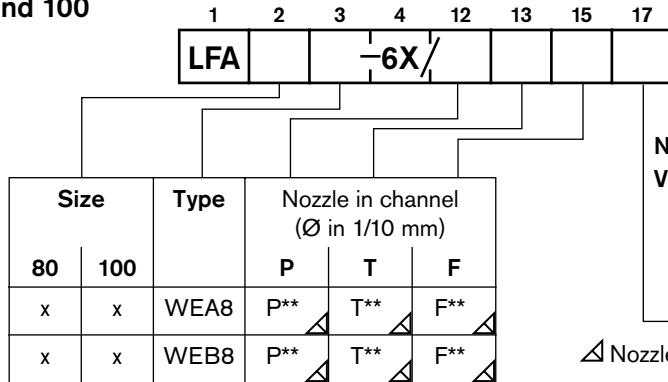 nd 100
1 2 3 4 12 13 15 17
LFA –6X/
N
V
Size Type Nozzle in channel
(Ø in 1/10 mm)
80 100 P T F
x x WEA8 P** T** F**
x x WEB8 P** T** F**
Nozzle